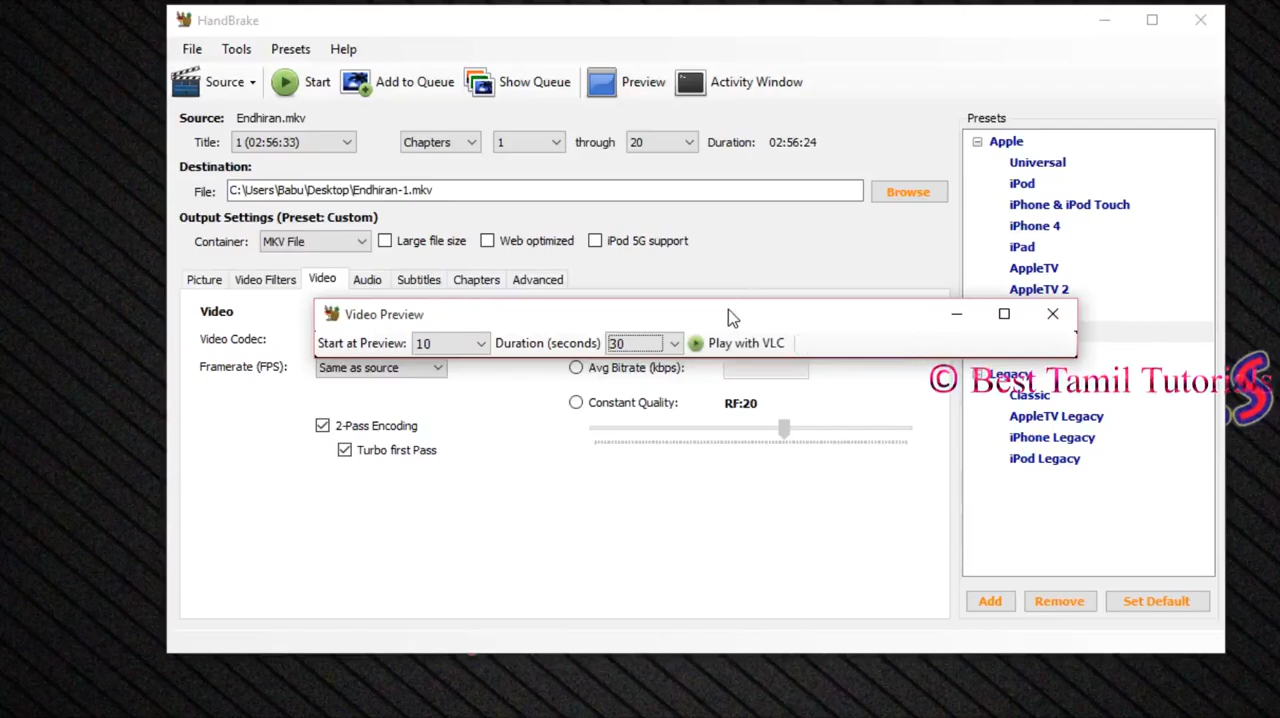 HandBrake
File Tools Presets Help
Source Start Add to Queue Show Queue Preview Activity Window
Source: Endhiran.mkv
Title: 1 (02:56:33) Chapters 1 through 20 Duration: 02:56:24
Destination:
File: C:\Users\Babu\Desktop\Endhiran-1.mkv Browse
Output Settings (Preset: Custom)
Container: MKV File Large file size Web optimized iPod 5G support
Picture Video Filters Video Audio Subtitles Chapters Advanced
Video
Video Codec:
Framerate (FPS): Same as source Avg Bitrate (kbps):
Constant Quality: RF:20
2-Pass Encoding
Turbo first Pass
Video Preview
Start at Preview: 10 Duration (seconds) 30 Play with VLC
Presets
Apple
Universal
iPod
iPhone & iPod Touch
iPhone 4
iPad
AppleTV
AppleTV 2
Legacy
Classic
AppleTV Legacy
iPhone Legacy
iPod Legacy
Add Remove Set Default
© Best Tamil